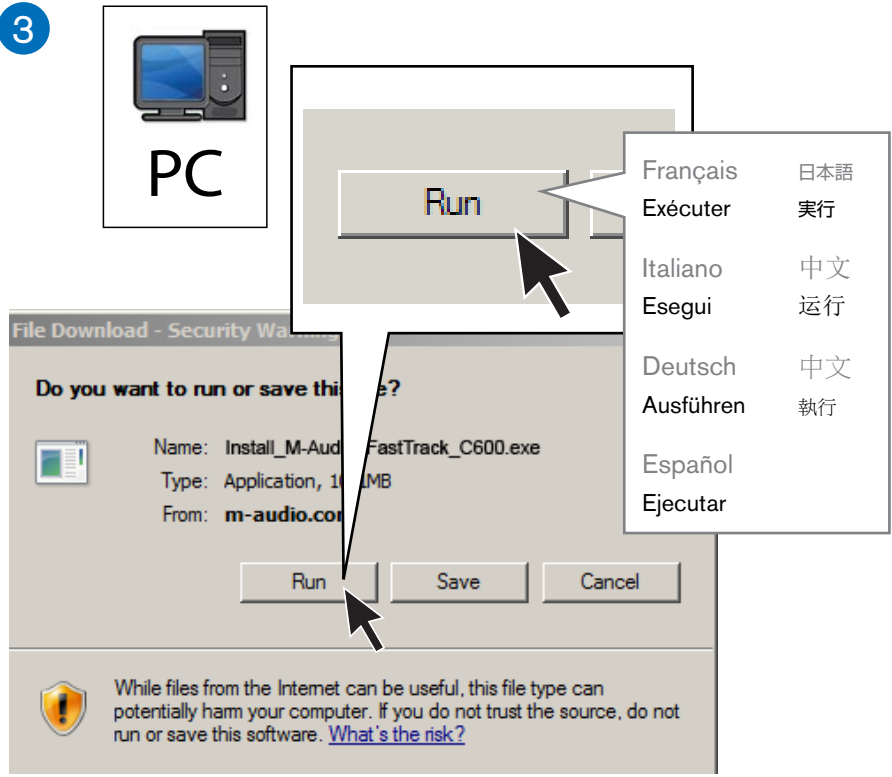 3
PC
Run
Français
Exécuter
日本語
実行
Italiano
Esegui
中文
运行
Deutsch
Ausführen
中文
執行
Español
Ejecutar
File Download - Security
Do you want to run or save
Name: Install_M-Aud FastTrack_C600.exe
Type: Application, MB
From: m-audio.co
Run Save Cancel
While files from the Internet can be useful, this file type can
potentially harm your computer. If you do not trust the source, do not
run or save this software. What's the risk?